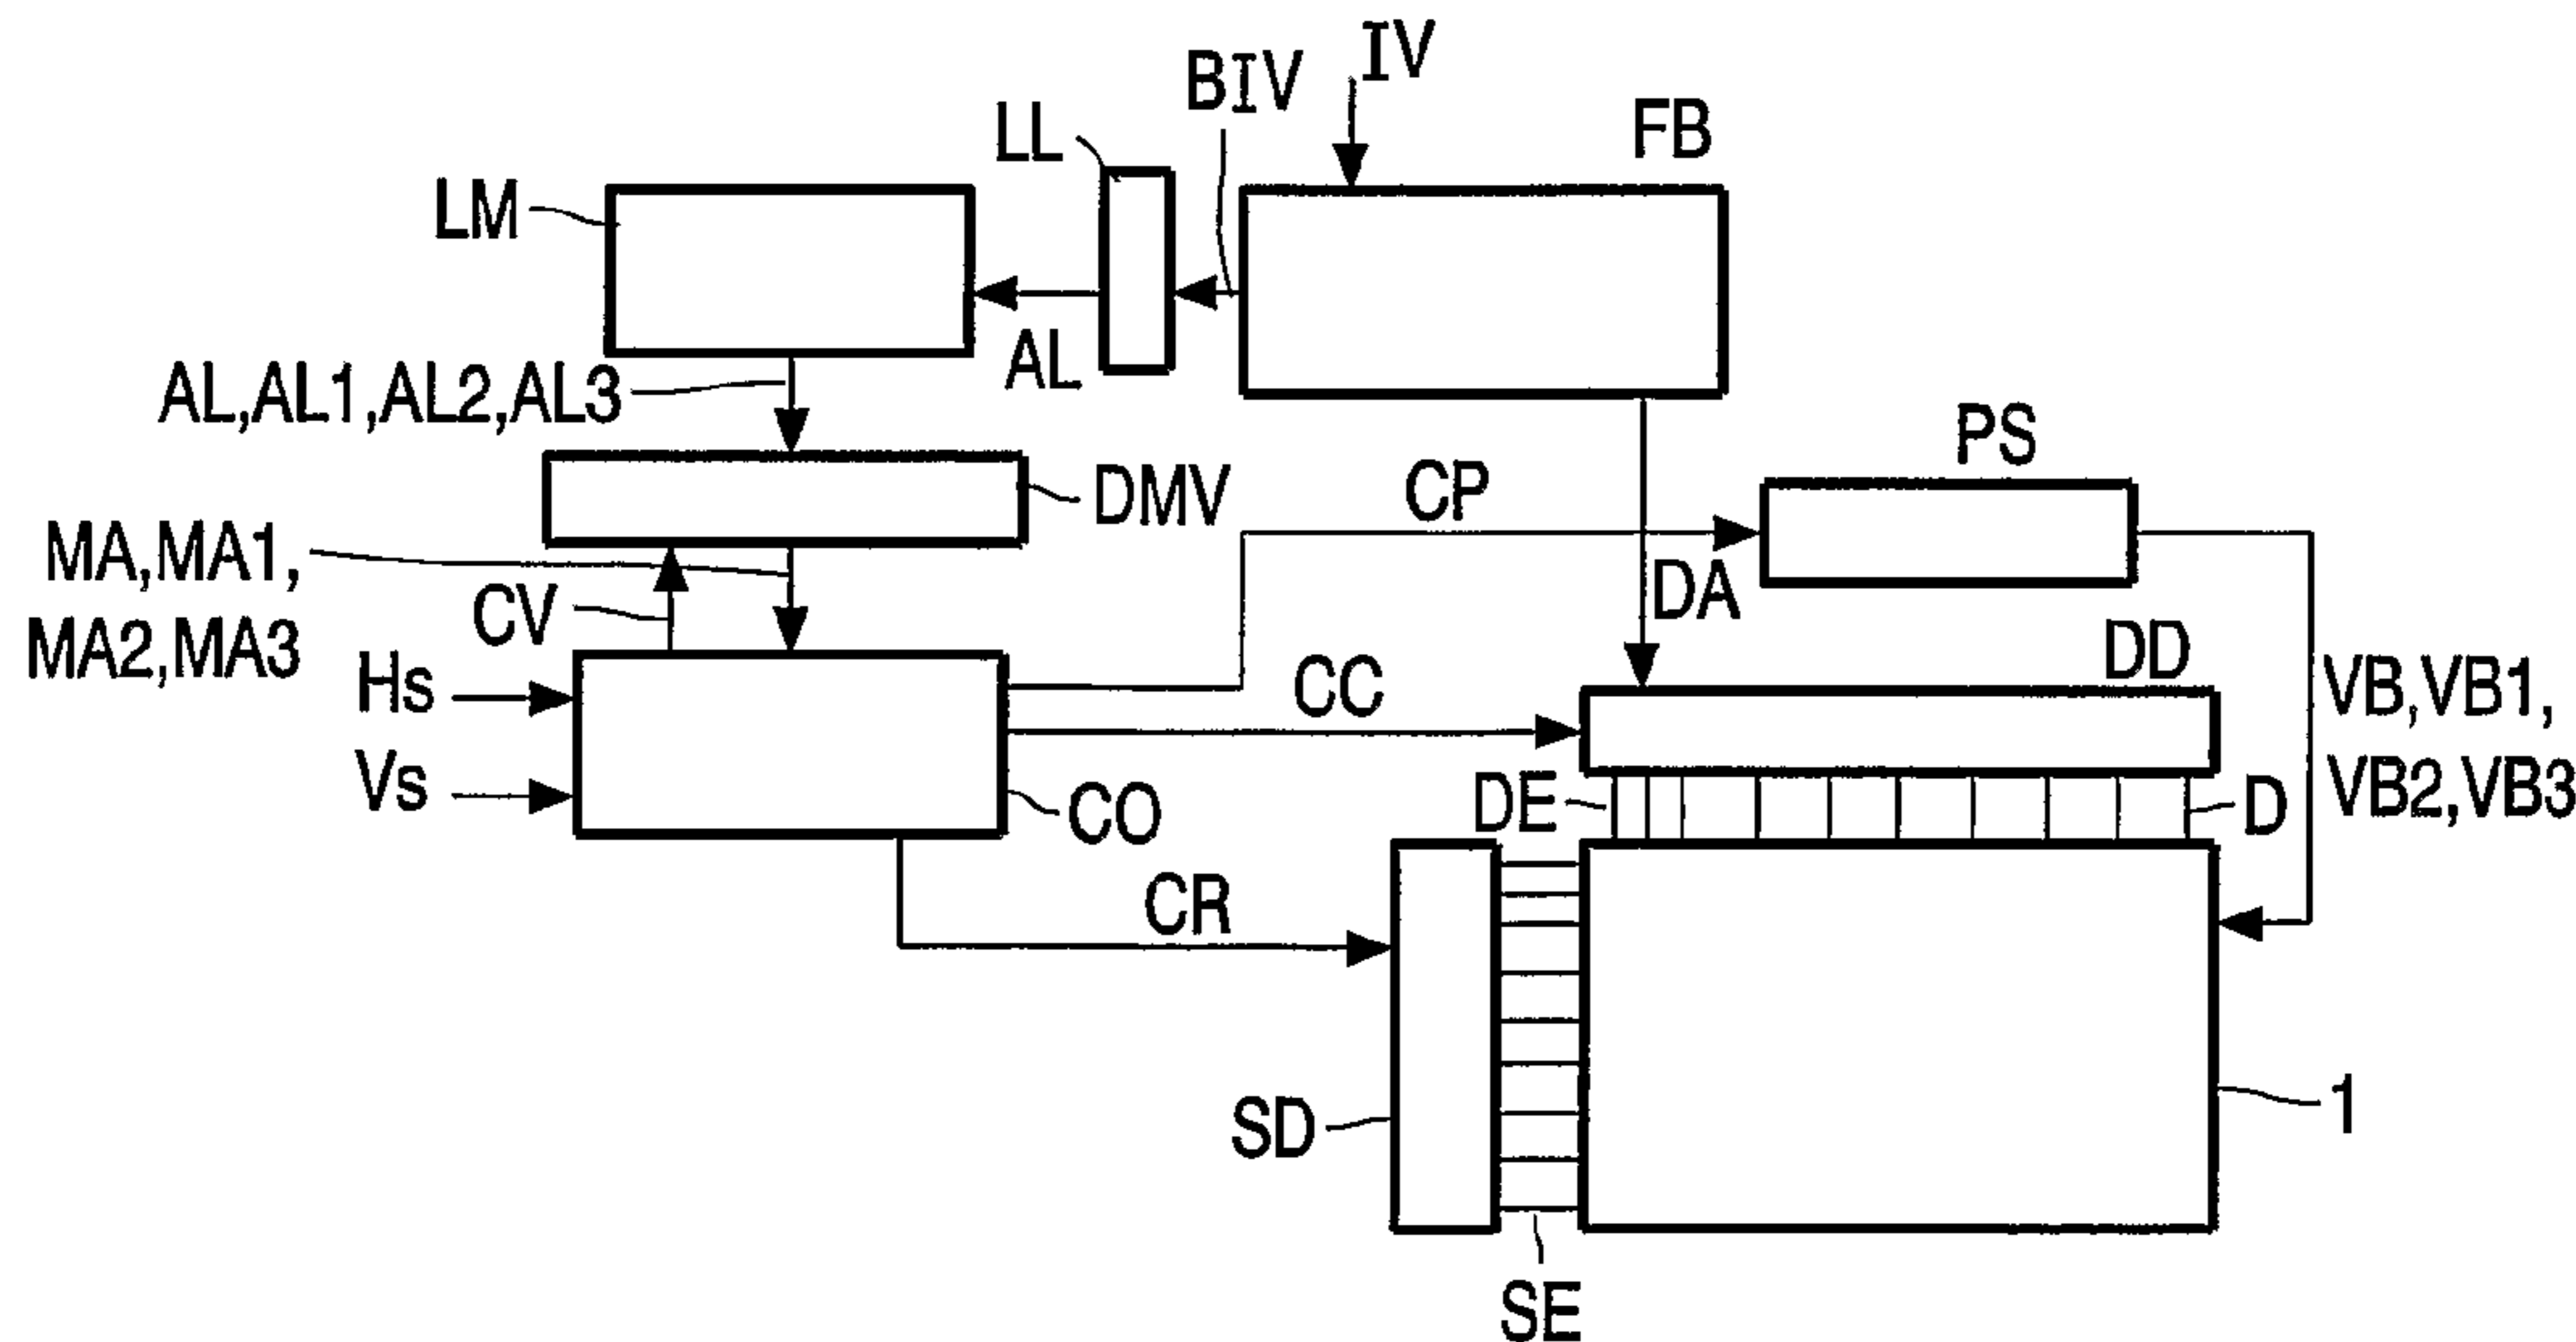 IV
BIV
LL
FB
LM
AL
AL,AL1,AL2,AL3
PS
CP
DMV
MA,MA1,
MA2,MA3
CV
DA
DD
Hs
CC
VB,VB1,
VB2,VB3
Vs
CO
DE
D
CR
SD
1
SE